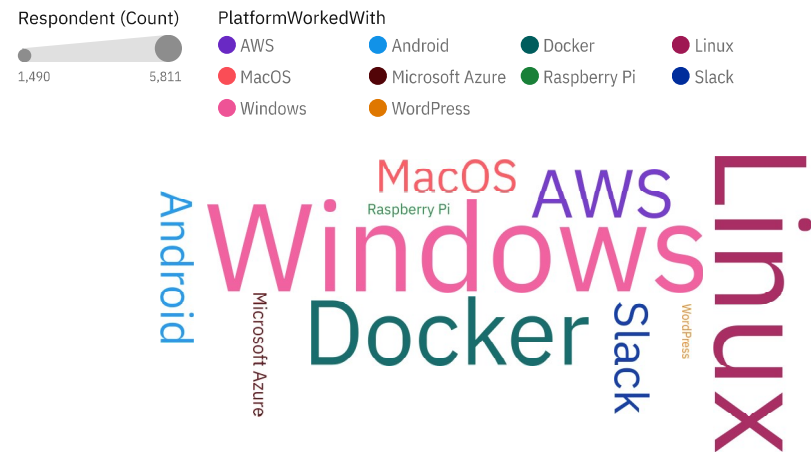 Respondent (Count)
1,490 5,811
PlatformWorkedWith
AWS Android Docker Linux
MacOS Microsoft Azure Raspberry Pi Slack
Windows WordPress
MacOS
AWS
Raspberry Pi
Android
Windows
Linux
Microsoft Azure
Docker
Slack
WordPress